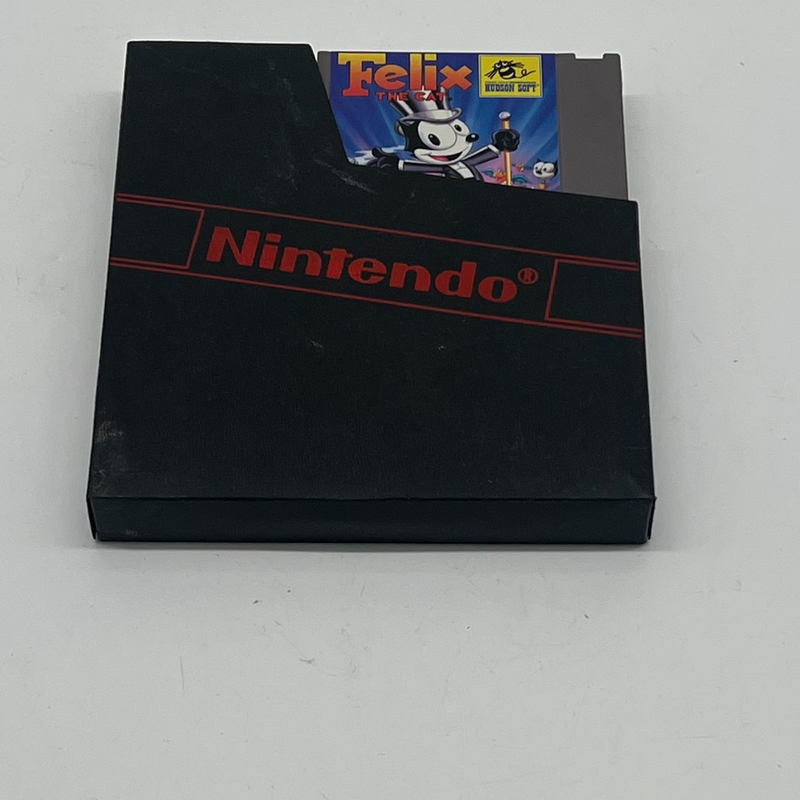 Felix
THE CAT
HUDSON SOFT
Nintendo®